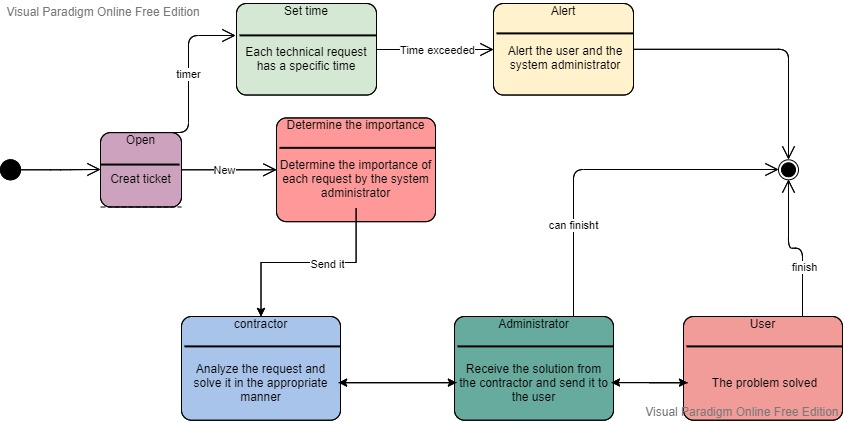 Visual Paradigm Online Free Edition
Set time
Each technical request
has a specific time
Time exceeded
Alert
Alert the user and the
system administrator
timer
Open
Creat ticket
New
Determine the importance
Determine the importance of
each request by the system
administrator
can finisht
Send it
finish
contractor
Analyze the request and
solve it in the appropriate
manner
Administrator
Receive the solution from
the contractor and send it to
the user
User
The problem solved
Visual Paradigm Online Free Edition